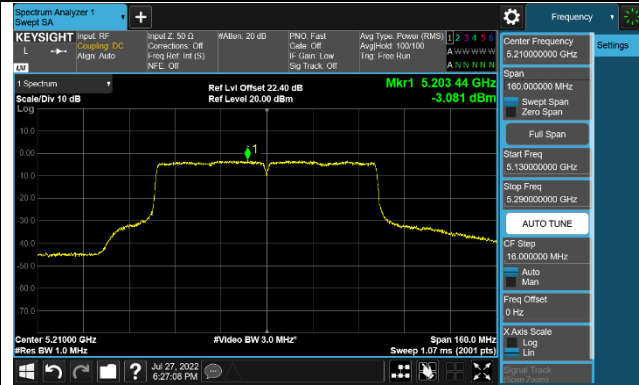 Spectrum Analyzer 1
Swept SA
+
Frequency
KEYSIGHT
L
LXI
Input: RF
Coupling: DC
Align: Auto
Input Z: 50 Ω
Corrections: Off
Freq Ref: Int (S)
NFE: Off
#Atten: 20 dB
PNO: Fast
Gate: Off
IF Gain: Low
Sig Track: Off
Avg Type: Power (RMS)
Avg|Hold: 100/100
Trig: Free Run
1 2 3 4 5 6
A W W W W W
A N N N N N
1 Spectrum
Scale/Div 10 dB
Log
Ref Lvl Offset 22.40 dB
Ref Level 20.00 dBm
Mkr1 5.203 44 GHz
-3.081 dBm
10.0
0.00
-10.0
-20.0
-30.0
-40.0
-50.0
-60.0
-70.0
1
Center 5.21000 GHz
#Res BW 1.0 MHz
#Video BW 3.0 MHz*
Span 160.0 MHz
Sweep 1.07 ms (2001 pts)
Jul 27, 2022
6:27:08 PM
?
Center Frequency
5.210000000 GHz
Settings
Span
160.000000 MHz
Swept Span
Zero Span
Full Span
Start Freq
5.130000000 GHz
Stop Freq
5.290000000 GHz
AUTO TUNE
CF Step
16.000000 MHz
Auto
Man
Freq Offset
0 Hz
X Axis Scale
Log
Lin
Signal Track
(Span Zoom)